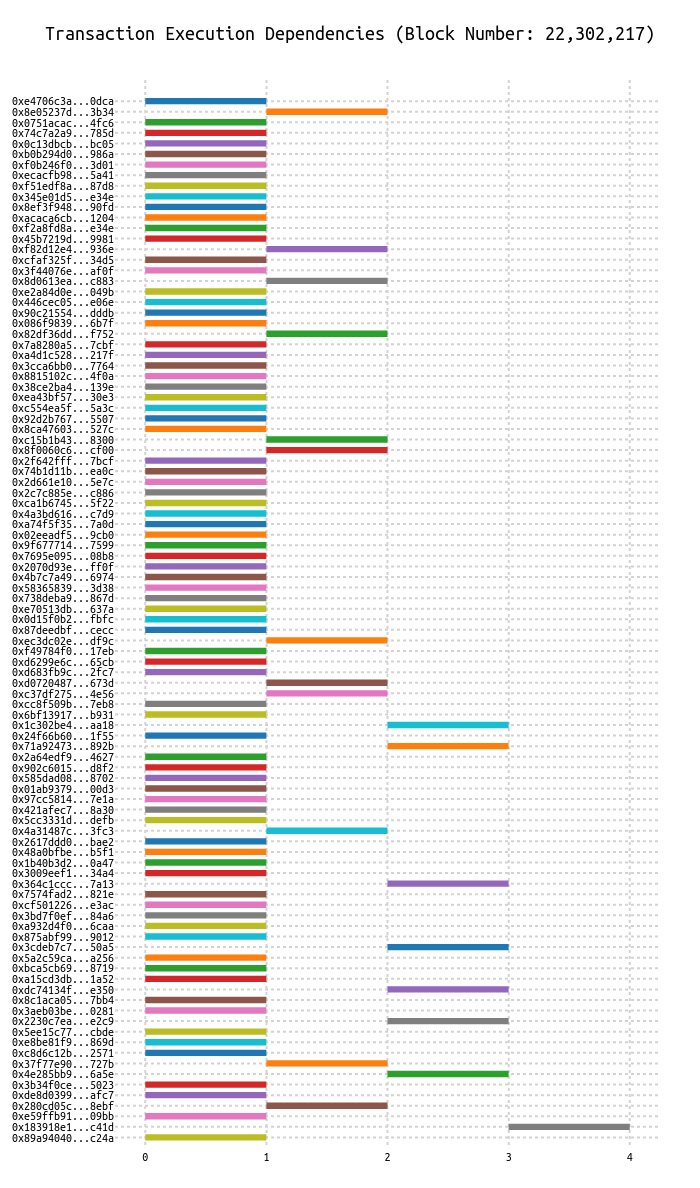 Transaction Execution Dependencies (Block Number: 22,302,217)
0xe4706c3a...0dca
0x8e05237d...3b34
0x0751acac...4fc6
0x74c7a2a9...785d
0x0c13dbcb...bc05
0xb0b294d0...986a
0xf0b246f0...3d01
0xecacfb98...5a41
0xf51edf8a...87d8
0x345e01d5...e34e
0x8ef3f948...90fd
0xacaca6cb...1204
0xf2a8fd8a...e34e
0x45b7219d...9981
0xf82d12e4...936e
0xcfaf325f...34d5
0x3f44076e...af0f
0x8d0613ea...c883
0xe2a84d0e...049b
0x446cec05...e06e
0x90c21554...dddb
0x086f9839...6b7f
0x82df36dd...f752
0x7a8280a5...7cbf
0xa4d1c528...217f
0x3cca6bb0...7764
0x8815102c...4f0a
0x38ce2ba4...139e
0xea43bf57...30e3
0xc554ea5f...5a3c
0x92d2b767...5507
0x8ca47603...527c
0xc15b1b43...8300
0x8f0060c6...cf00
0x2f642fff...7bcf
0x74b1d11b...ea0c
0x2d661e10...5e7c
0x2c7c885e...c886
0xca1b6745...5f22
0x4a3bd616...c7d9
0xa74f5f35...7a0d
0x02eeadf5...9cb0
0x9f677714...7599
0x7695e095...08b8
0x2070d93e...ff0f
0x4b7c7a49...6974
0x58365839...3d38
0x738deba9...867d
0xe70513db...637a
0x0d15f0b2...fbfc
0x87deedbf...cecc
0xec3dc02e...df9c
0xf49784f0...17eb
0xd6299e6c...65cb
0xd683fb9c...2fc7
0xd0720487...673d
0xc37df275...4e56
0xcc8f509b...7eb8
0x6bf13917...b931
0x1c302be4...aa18
0x24f66b60...1f55
0x71a92473...892b
0x2a64edf9...4627
0x902c6015...d8f2
0x585dad08...8702
0x01ab9379...00d3
0x97cc5814...7e1a
0x421afec7...8a30
0x5cc3331d...defb
0x4a31487c...3fc3
0x2617ddd0...bae2
0x48a0bfbe...b5f1
0x1b40b3d2...0a47
0x3009eef1...34a4
0x364c1ccc...7a13
0x7574fad2...821e
0xcf501226...e3ac
0x3bd7f0ef...84a6
0xa932d4f0...6caa
0x875abf99...9012
0x3cdeb7c7...50a5
0x5a2c59ca...a256
0xbca5cb69...8719
0xa15cd3db...1a52
0xdc74134f...e350
0x8c1aca05...7bb4
0x3aeb03be...0281
0x2230c7ea...e2c9
0x5ee15c77...cbde
0xe8be81f9...869d
0xc8d6c12b...2571
0x37f77e90...727b
0x4e285bb9...6a5e
0x3b34f0ce...5023
0xde8d0399...afc7
0x280cd05c...8ebf
0xe59ffb91...09bb
0x183918e1...c41d
0x89a94040...c24a
0 1 2 3 4